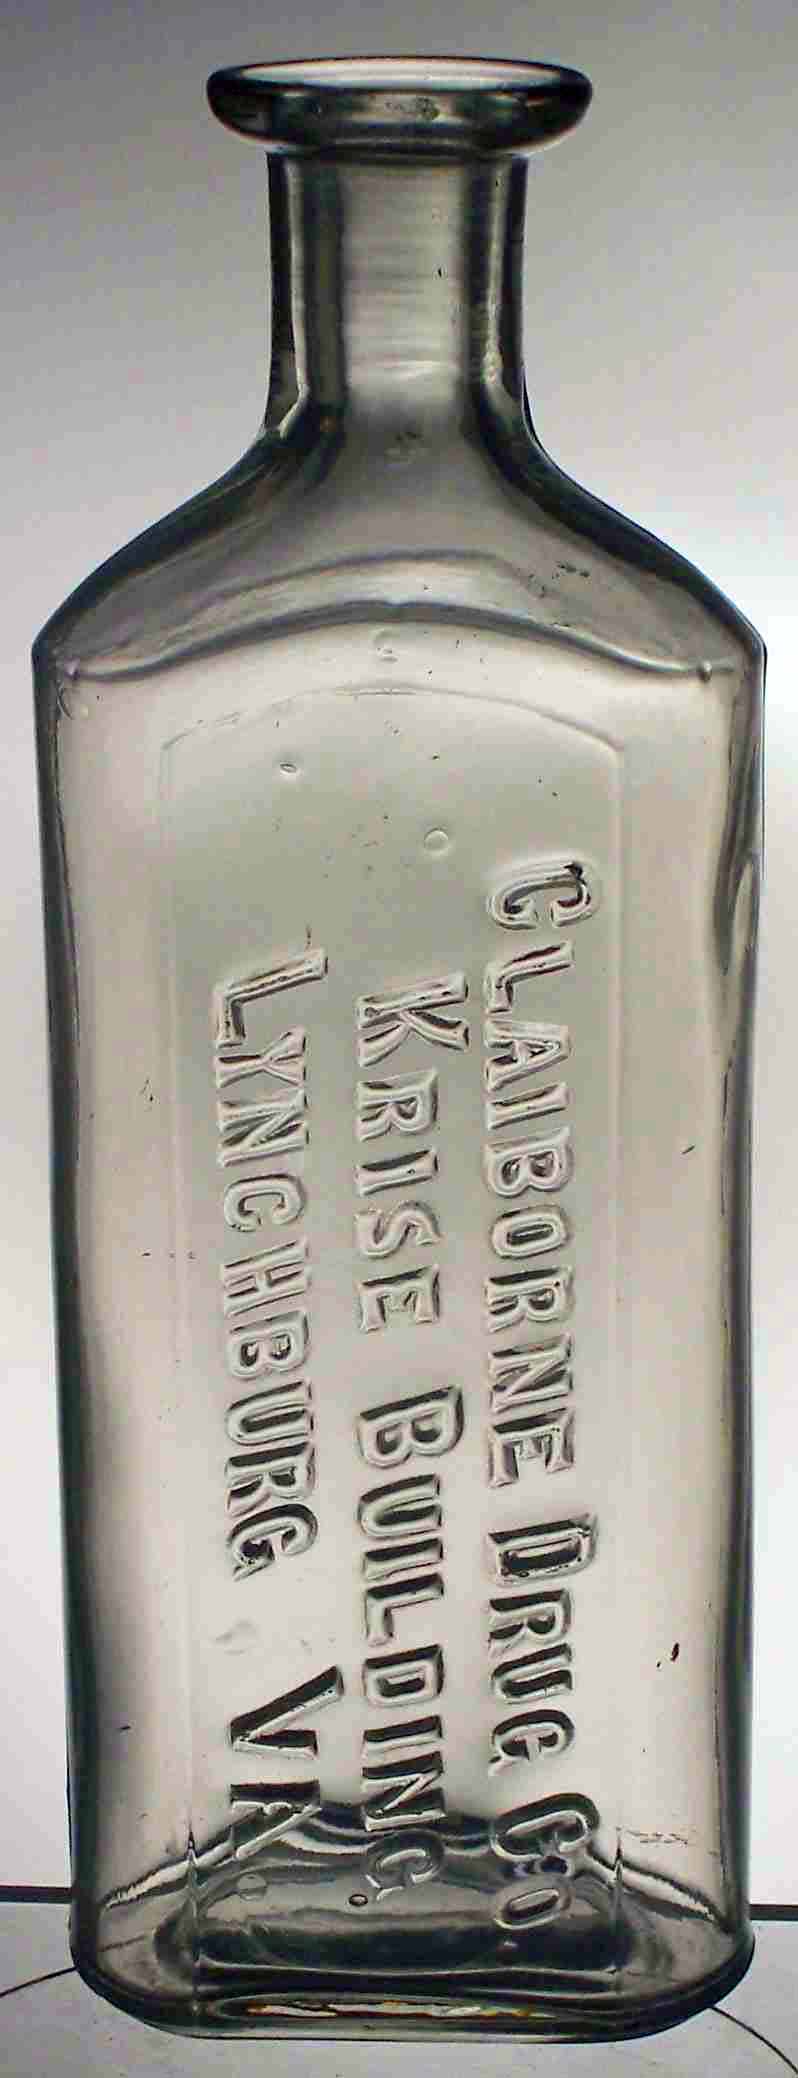 CLAIBORNE DRUG CO
KRISE BUILDING
LYNCHBURG VA